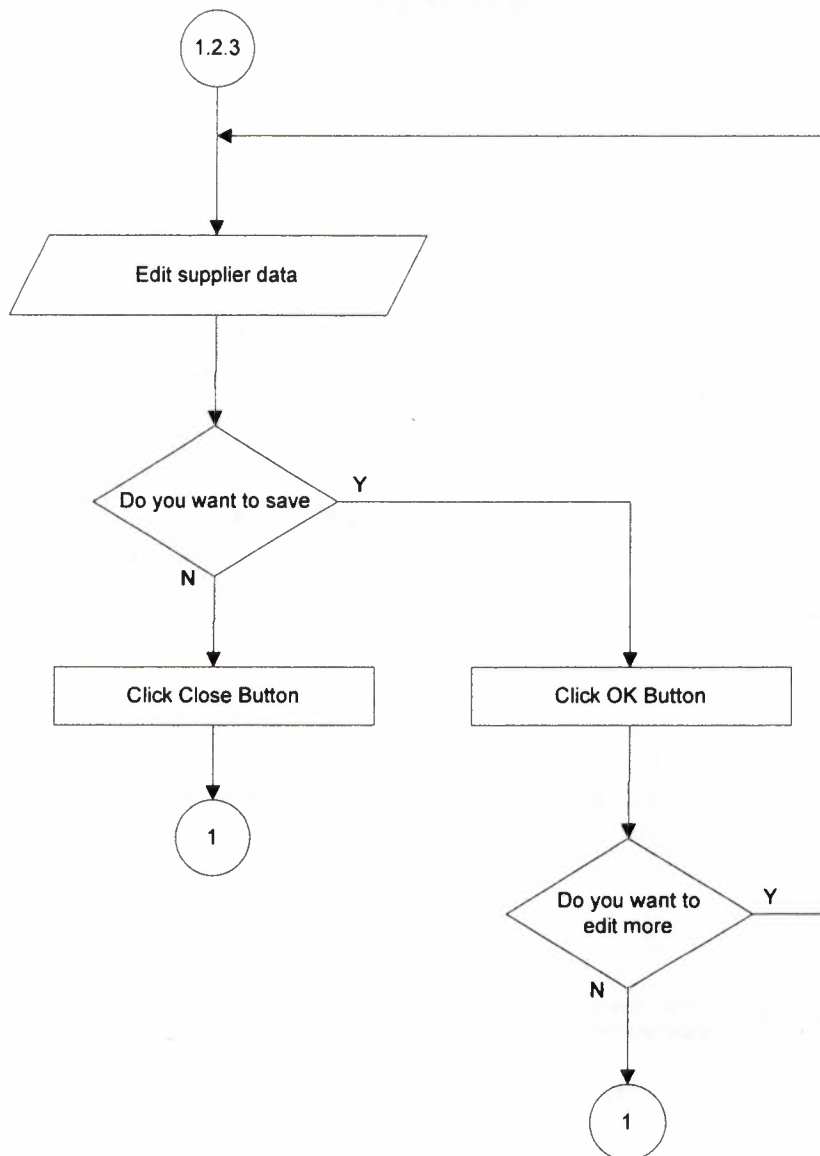 1.2.3
Edit supplier data
Do you want to save
Y
N
Click Close Button
Click OK Button
1
Do you want to
edit more
Y
N
1